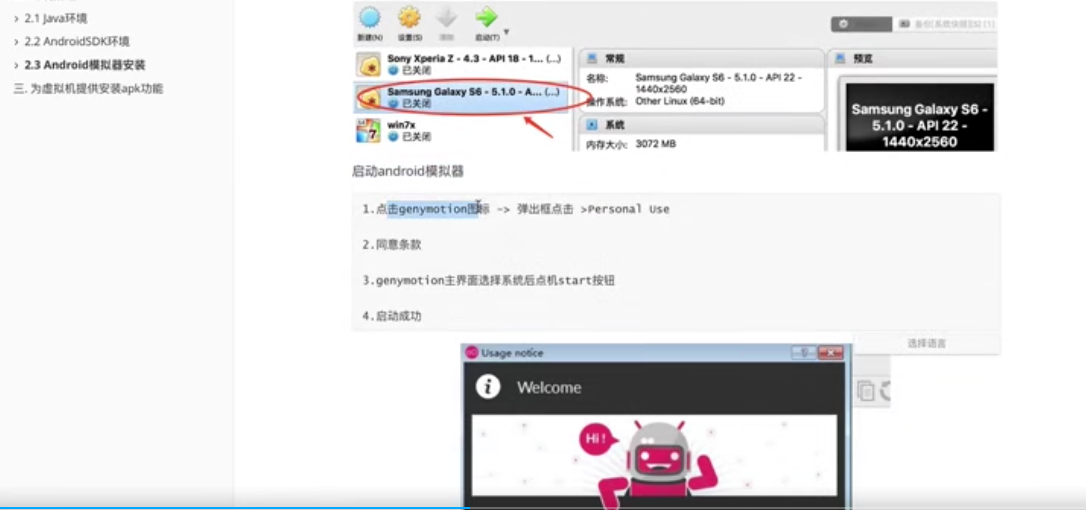 › 2.1 Java环境
› 2.2 AndroidSDK环境
› 2.3 Android模拟器安装
三. 为虚拟机提供安装apk功能
新建(N) 设置(S) 清除 启动(T)
备份[系统快照](S) (1)
Sony Xperia Z - 4.3 - API 18 - 1... (...)
已关闭
Samsung Galaxy S6 - 5.1.0 - A... (...)
已关闭
win7x
已关闭
常规
名称: Samsung Galaxy S6 - 5.1.0 - API 22 -
1440x2560
操作系统: Other Linux (64-bit)
系统
内存大小: 3072 MB
预览
Samsung Galaxy S6 -
5.1.0 - API 22 -
1440x2560
启动android模拟器
1.点击genymotion图标 -> 弹出框点击 >Personal Use
2.同意条款
3.genymotion主界面选择系统后点机start按钮
4.启动成功
选择语言
Usage notice
Welcome
Hi !